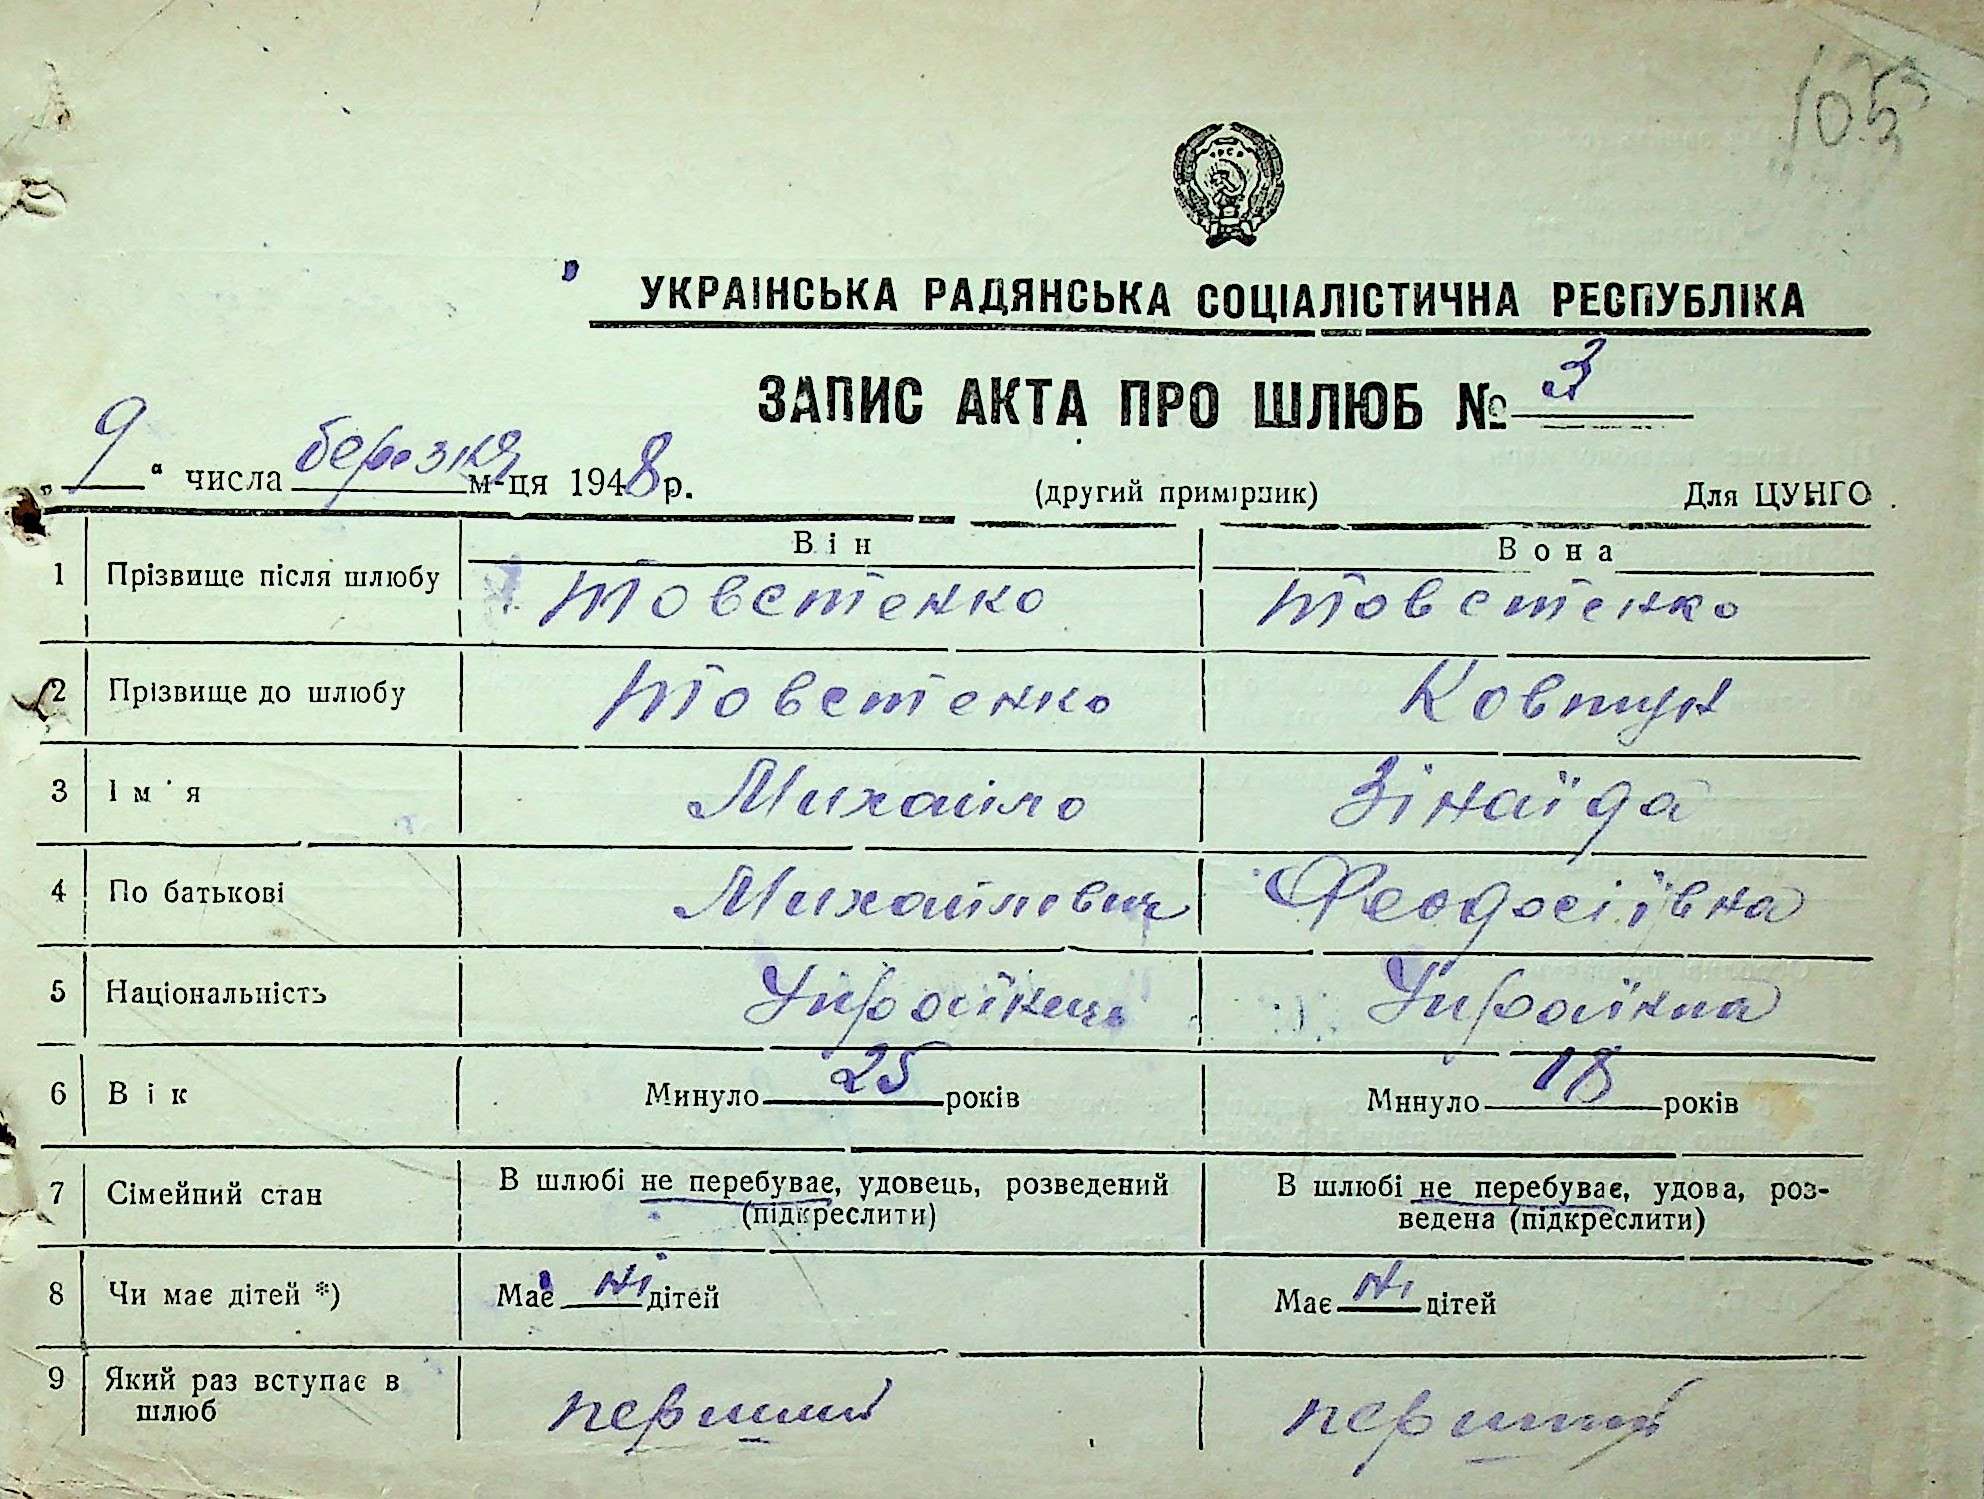 105
УКРАЇНСЬКА РАДЯНСЬКА СОЦІАЛІСТИЧНА РЕСПУБЛІКА
ЗАПИС АКТА ПРО ШЛЮБ № 3
„9“ числа березня м-ця 1948 р. (другий примірник) Для ЦУНГО
Він Вона
1 Прізвище після шлюбу Товстенко Товстенко
2 Прізвище до шлюбу Товстенко Ковтун
3 Ім'я Михайло Зінаїда
4 По батькові Михайлович Феодосіївна
5 Національність Українець Українка
6 Вік Минуло 25 років Минуло 18 років
7 Сімейний стан В шлюбі не перебуває, удовець, розведений В шлюбі не перебуває, удова, роз-
(підкреслити) ведена (підкреслити)
8 Чи має дітей *) Має ні дітей Має ні дітей
9 Який раз вступає в
шлюб перший перший